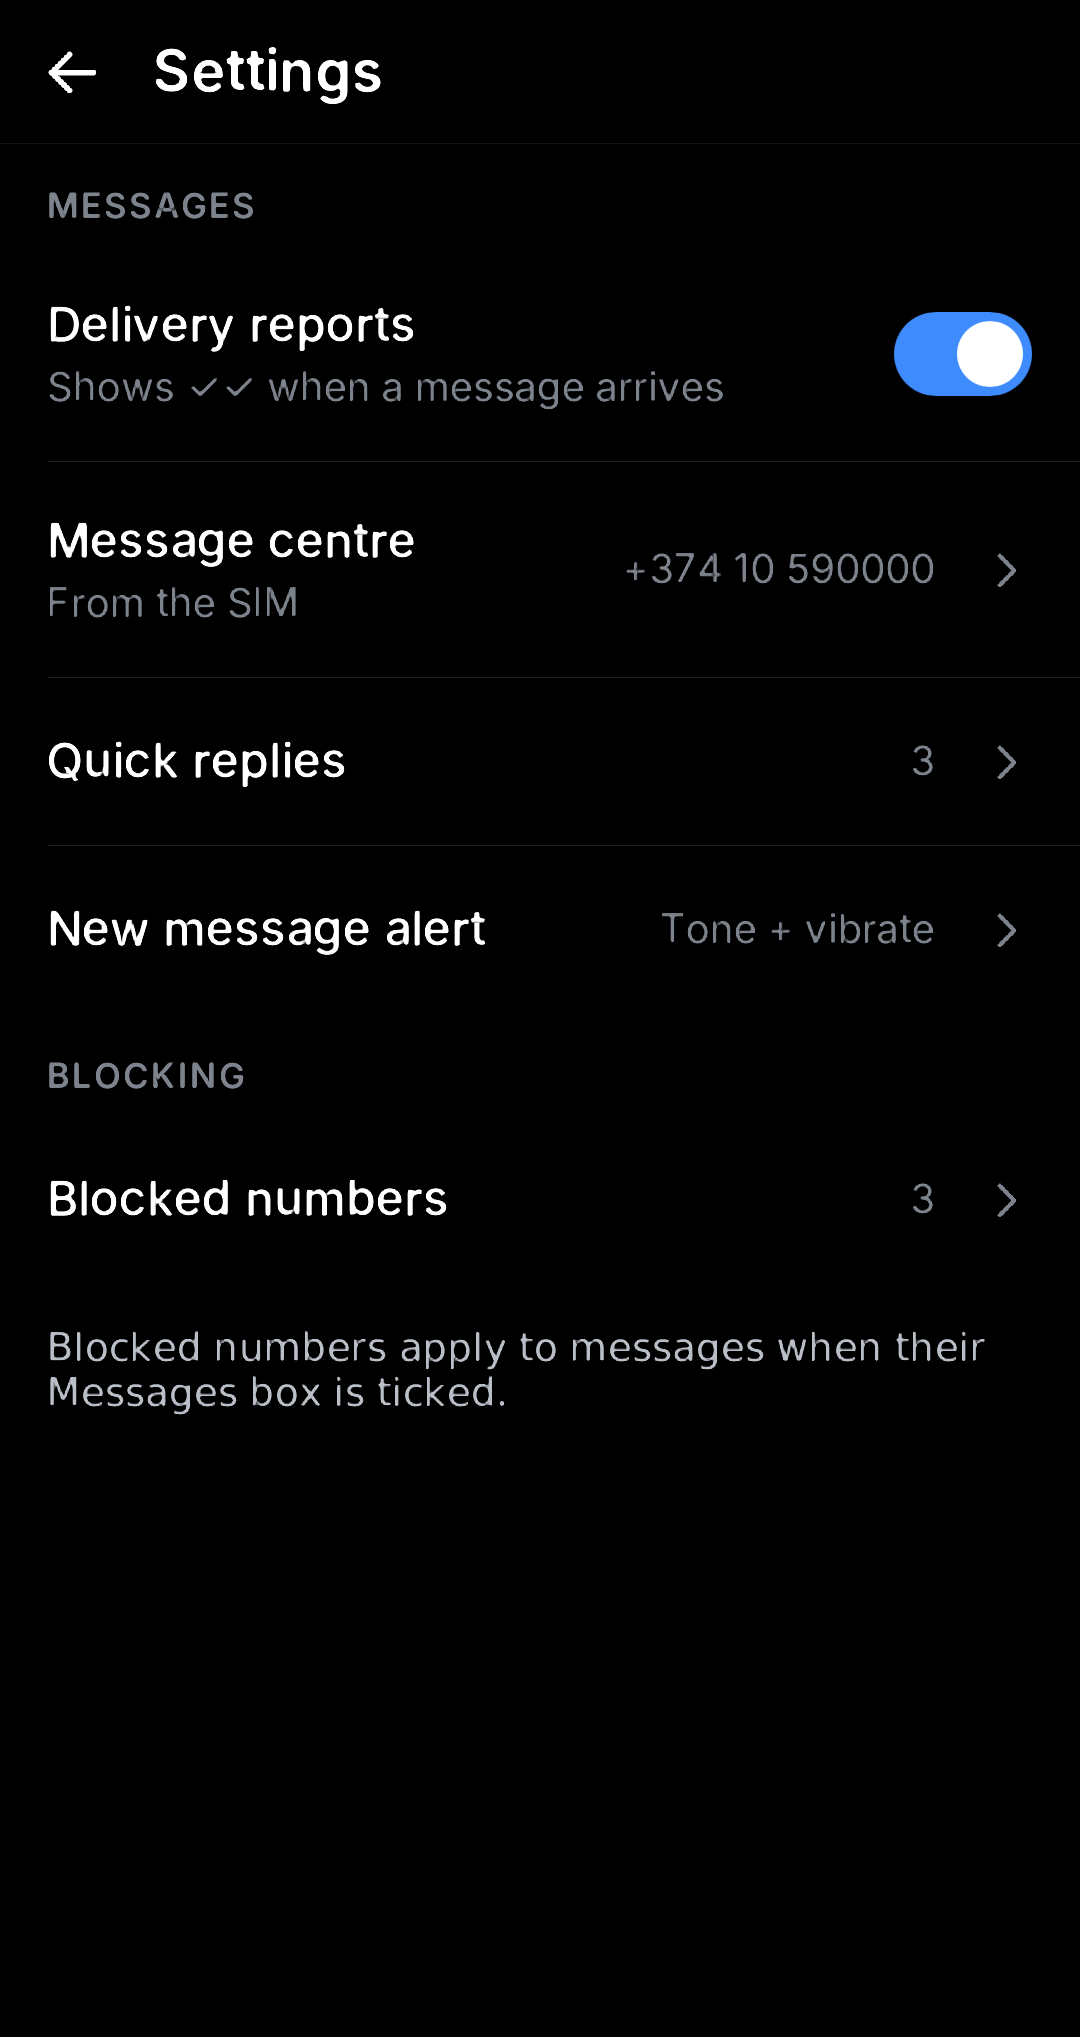 Settings
MESSAGES
Delivery reports
Shows ✓✓ when a message arrives
Message centre
From the SIM
+374 10 590000
Quick replies
3
New message alert
Tone + vibrate
BLOCKING
Blocked numbers
3
Blocked numbers apply to messages when their
Messages box is ticked.